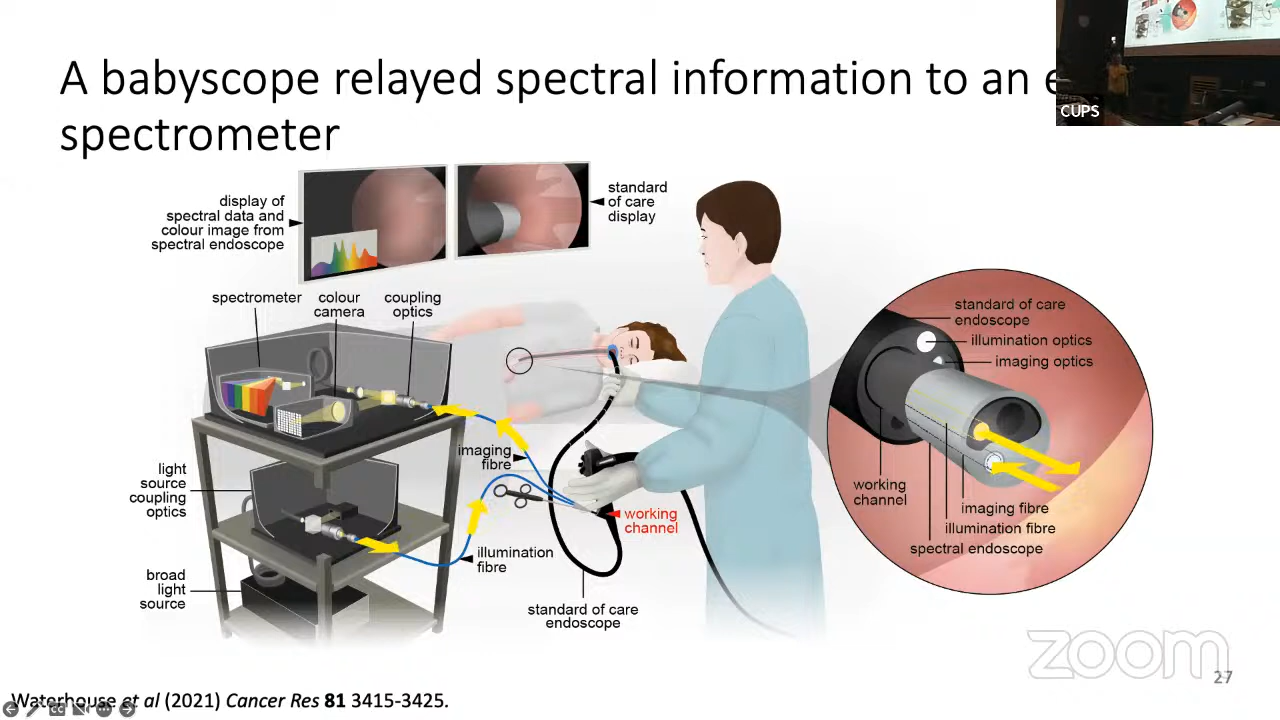 A babyscope relayed spectral information to an
spectrometer
CUPS
display of
spectral data and
colour image from
spectral endoscope
standard
of care
display
spectrometer
colour
camera
coupling
optics
standard of care
endoscope
illumination optics
imaging optics
imaging
fibre
light
source
coupling
optics
working
channel
working
channel
imaging fibre
illumination fibre
spectral endoscope
illumination
fibre
broad
light
source
standard of care
endoscope
zoom
27
Waterhouse et al (2021) Cancer Res 81 3415-3425.